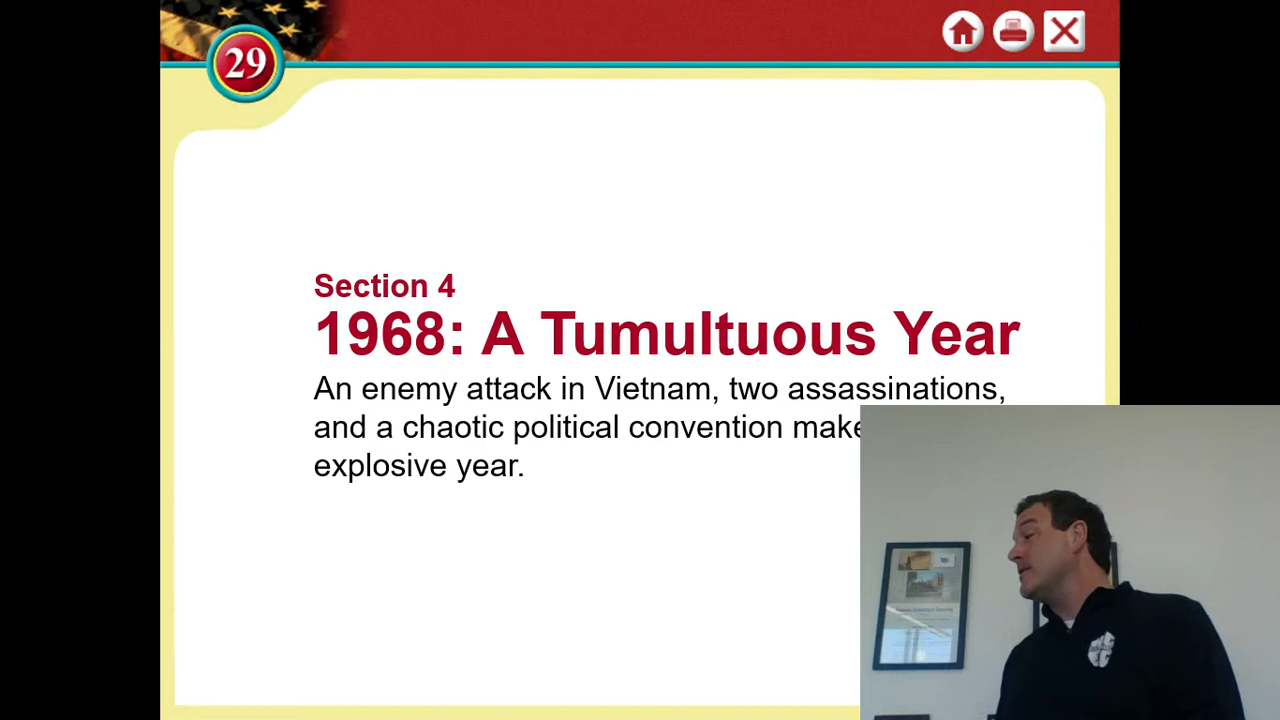 29
Section 4
1968: A Tumultuous Year
An enemy attack in Vietnam, two assassinations,
and a chaotic political convention make
explosive year.